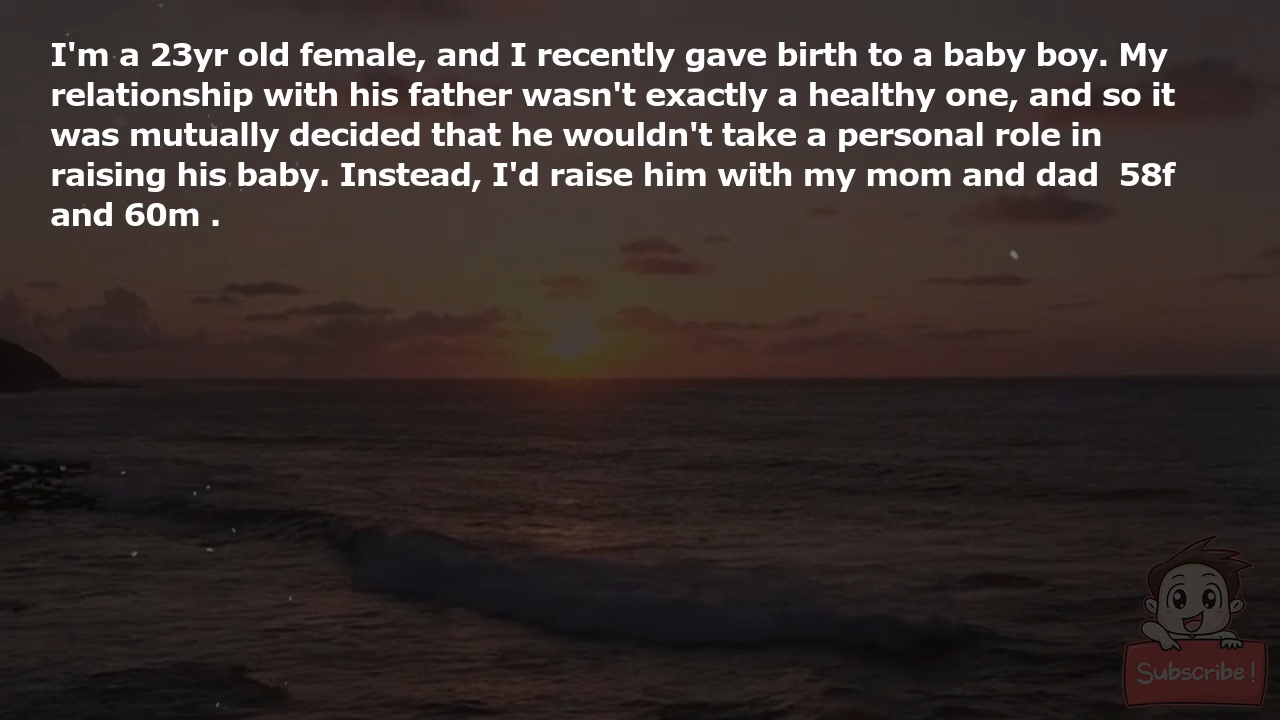 I'm a 23yr old female, and I recently gave birth to a baby boy. My
relationship with his father wasn't exactly a healthy one, and so it
was mutually decided that he wouldn't take a personal role in
raising his baby. Instead, I'd raise him with my mom and dad  58f
and 60m .
Subscribe!